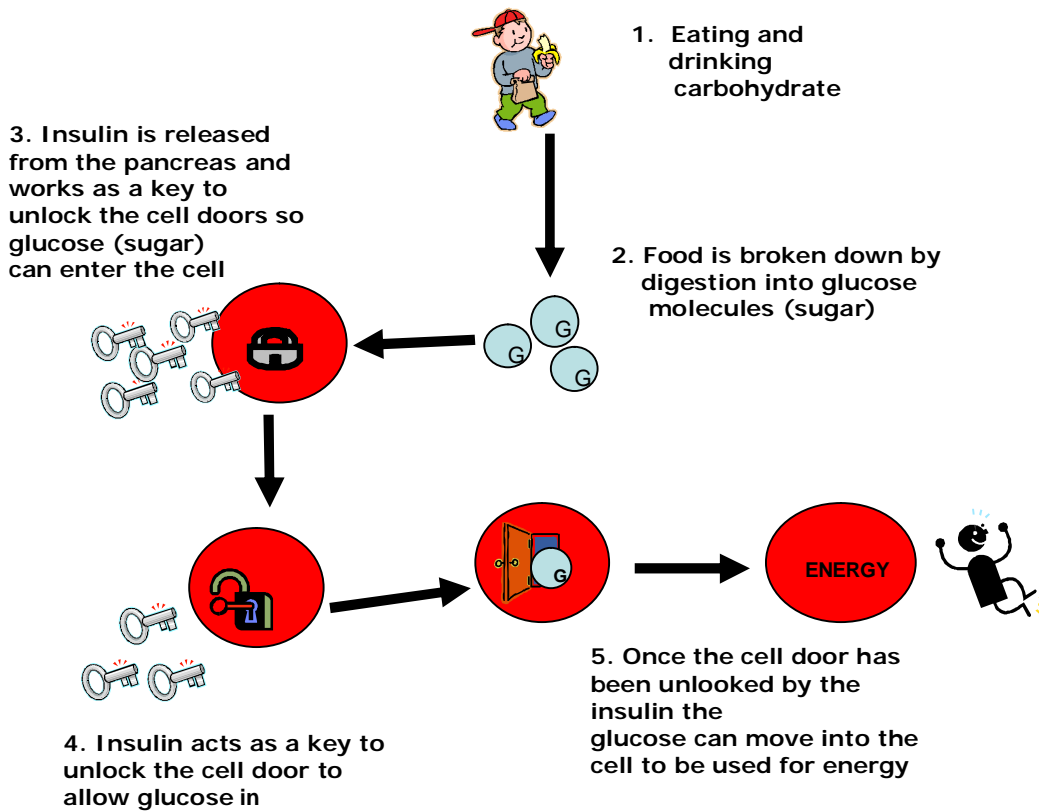 1. Eating and
drinking
carbohydrate
2. Food is broken down by
digestion into glucose
molecules (sugar)
3. Insulin is released
from the pancreas and
works as a key to
unlock the cell doors so
glucose (sugar)
can enter the cell
G
G
G
4. Insulin acts as a key to
unlock the cell door to
allow glucose in
G
ENERGY
5. Once the cell door has
been unlooked by the
insulin the
glucose can move into the
cell to be used for energy